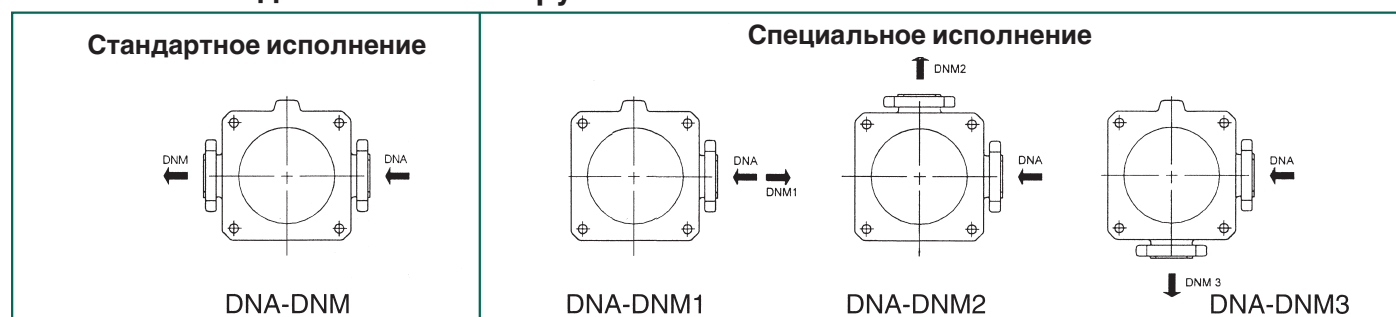 Стандартное исполнение
Специальное исполнение
DNM
DNA
DNA
DNM1
DNM2
DNA
DNA
DNM 3
DNA-DNM
DNA-DNM1
DNA-DNM2
DNA-DNM3